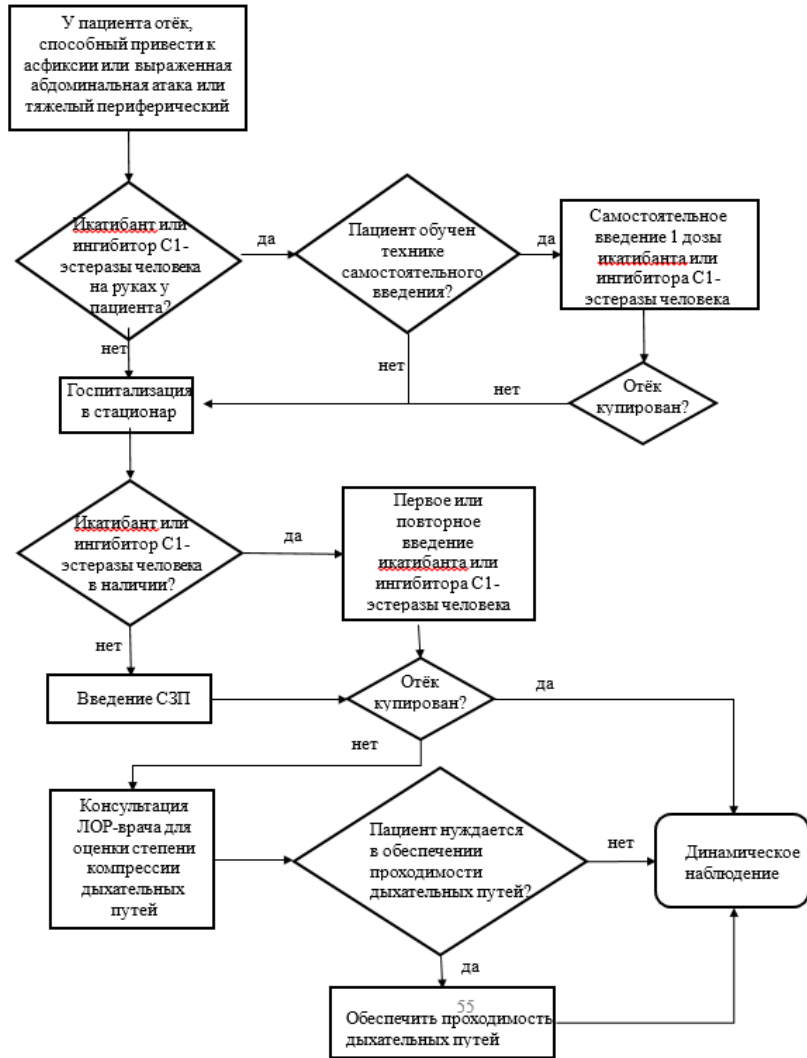 У пациента отёк,
способный привести к
асфиксии или выраженная
абдоминальная атака или
тяжелый периферический
Икатибант или
ингибитор С1-
эстеразы человека
на руках у
пациента?
да
Пациент обучен
технике
самостоятельного
введения?
да
Самостоятельное
введение 1 дозы
икатибанта или
ингибитора С1-
эстеразы человека
нет
нет
нет
Отёк
купирован?
Госпитализация
в стационар
Икатибант или
ингибитор С1-
эстеразы человека
в наличии?
да
Первое или
повторное
введение
икатибанта или
ингибитора С1-
эстеразы человека
нет
Введение СЗП
Отёк
купирован?
да
нет
Консультация
ЛОР-врача для
оценки степени
компрессии
дыхательных
путей
Пациент нуждается
в обеспечении
проходимости
дыхательных путей?
нет
Динамическое
наблюдение
да
55
Обеспечить проходимость
дыхательных путей